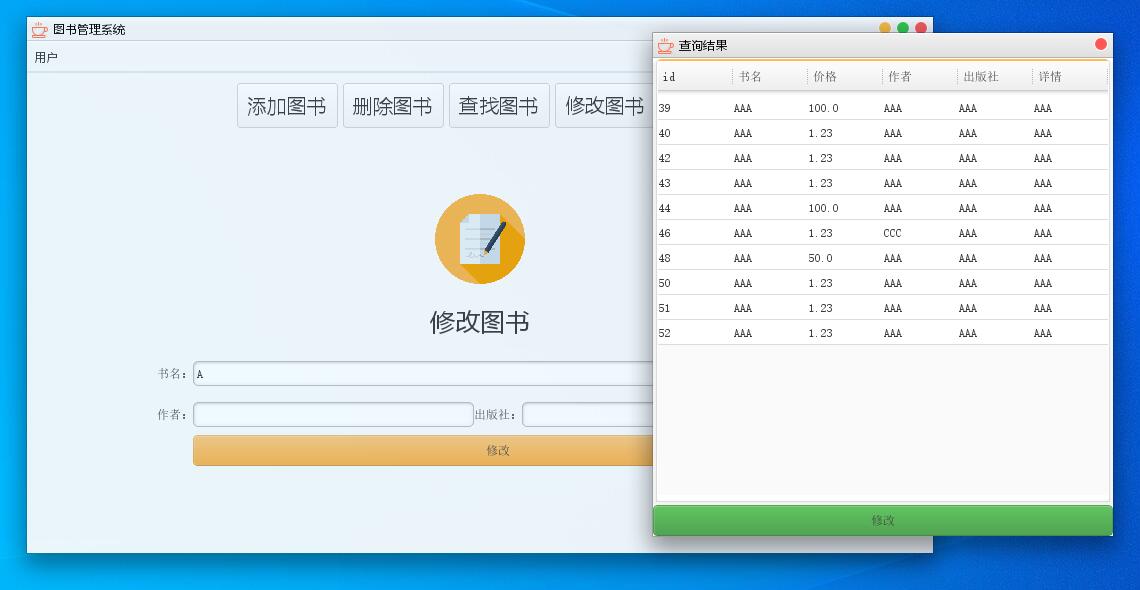 图书管理系统
用户
添加图书 删除图书 查找图书 修改图书
修改图书
书名: A
作者: 出版社:
修改
查询结果
id 书名 价格 作者 出版社 详情
39 AAA 100.0 AAA AAA AAA
40 AAA 1.23 AAA AAA AAA
42 AAA 1.23 AAA AAA AAA
43 AAA 1.23 AAA AAA AAA
44 AAA 100.0 AAA AAA AAA
46 AAA 1.23 CCC AAA AAA
48 AAA 50.0 AAA AAA AAA
50 AAA 1.23 AAA AAA AAA
51 AAA 1.23 AAA AAA AAA
52 AAA 1.23 AAA AAA AAA
修改